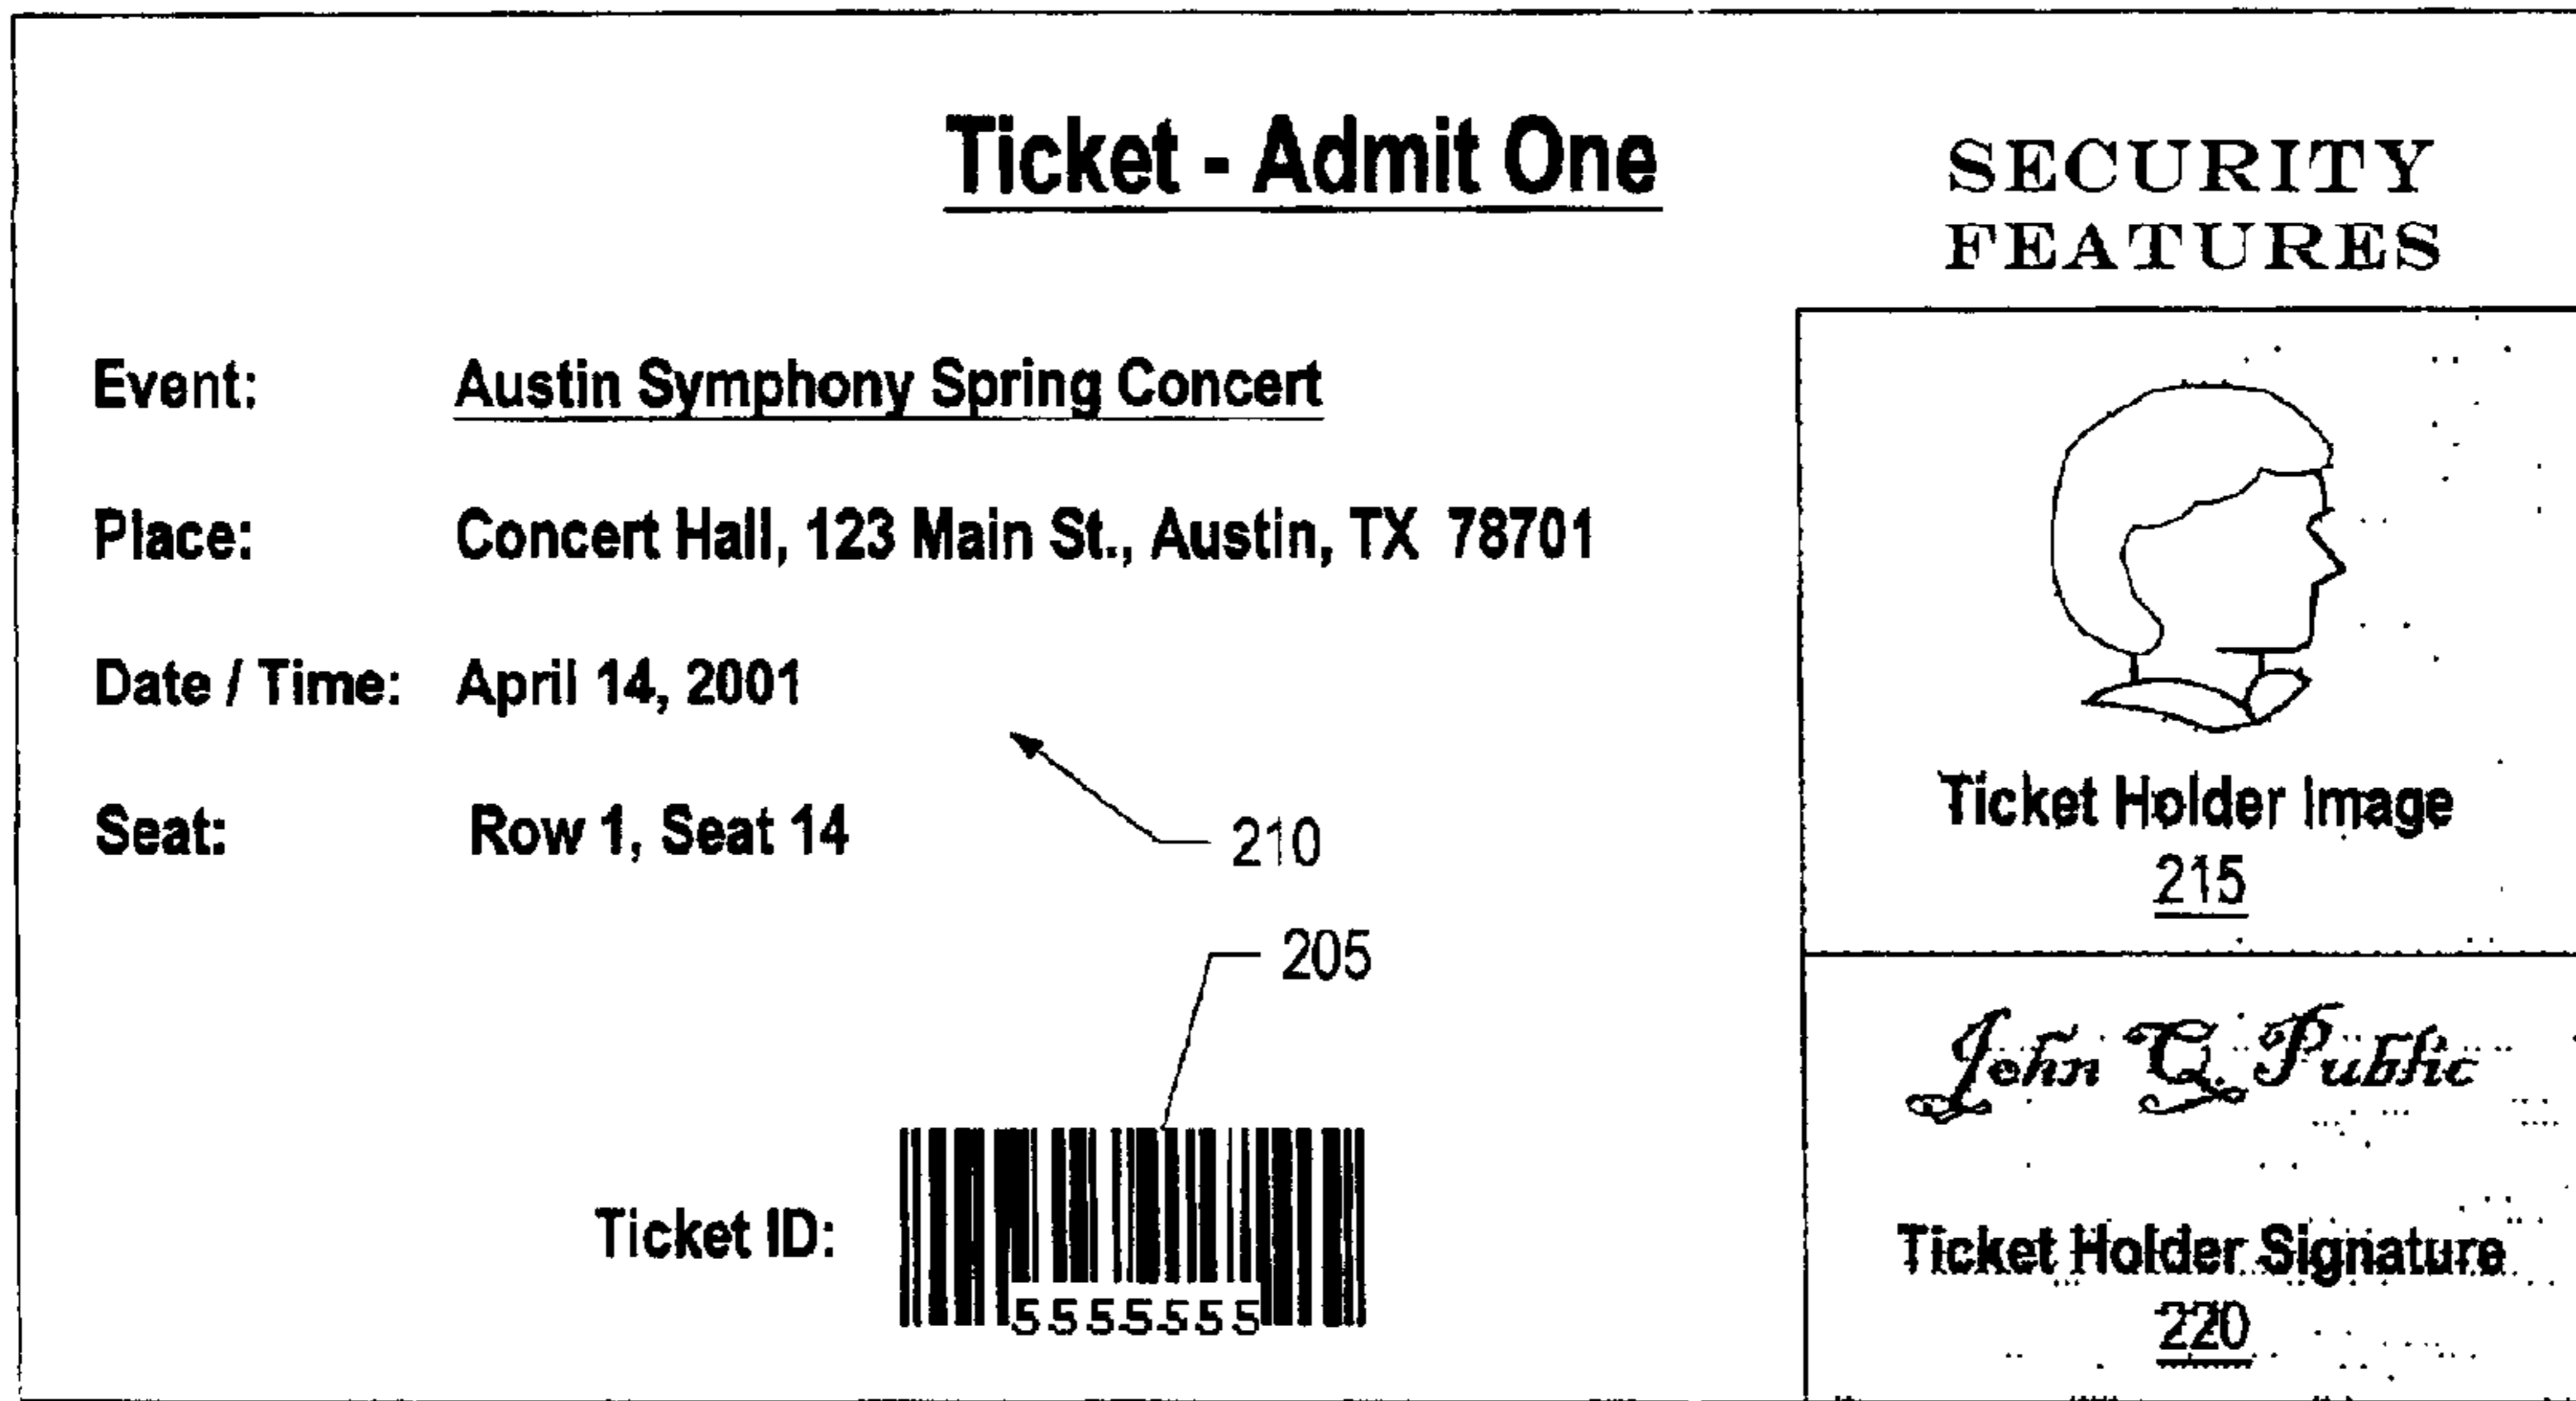 Ticket - Admit One
SECURITY
FEATURES
Event: Austin Symphony Spring Concert
Place: Concert Hall, 123 Main St., Austin, TX 78701
Date / Time: April 14, 2001
Seat: Row 1, Seat 14
210
205
Ticket ID:
5555555
Ticket Holder Image
215
John Q. Public
Ticket Holder Signature
220